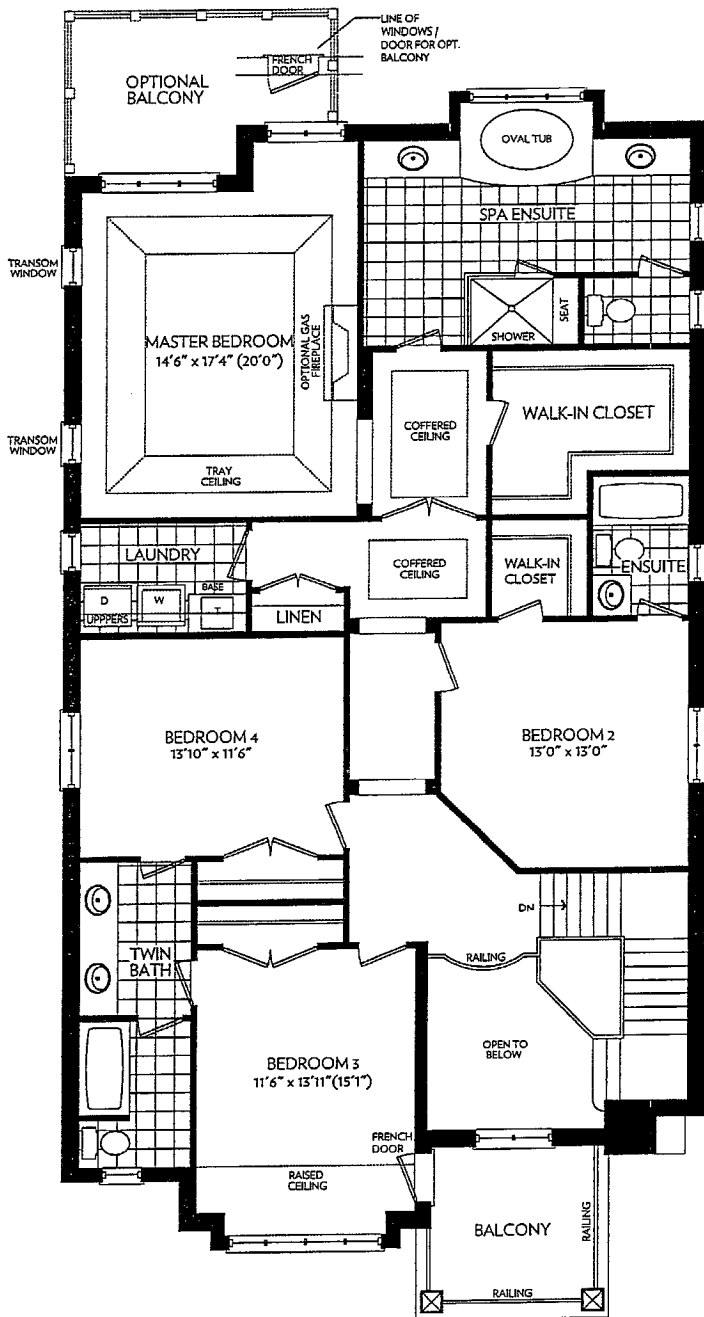 LINE OF
WINDOWS /
DOOR FOR OPT.
BALCONY
FRENCH
DOOR
OPTIONAL
BALCONY
OVAL TUB
SPA ENSUITE
TRANSOM
WINDOW
SEAT
SHOWER
MASTER BEDROOM
14'6" x 17'4" (20'0")
OPTIONAL GAS
FIREPLACE
COFFERED
CEILING
WALK-IN CLOSET
TRANSOM
WINDOW
TRAY
CEILING
LAUNDRY
COFFERED
CEILING
WALK-IN
CLOSET
ENSUITE
BASE
D
W
T
UPPPERS
LINEN
BEDROOM 4
13'10" x 11'6"
BEDROOM 2
13'0" x 13'0"
DN
TWIN
BATH
RAILING
OPEN TO
BELOW
BEDROOM 3
11'6" x 13'11"(15'1")
FRENCH
DOOR
RAISED
CEILING
BALCONY
RAILING
RAILING